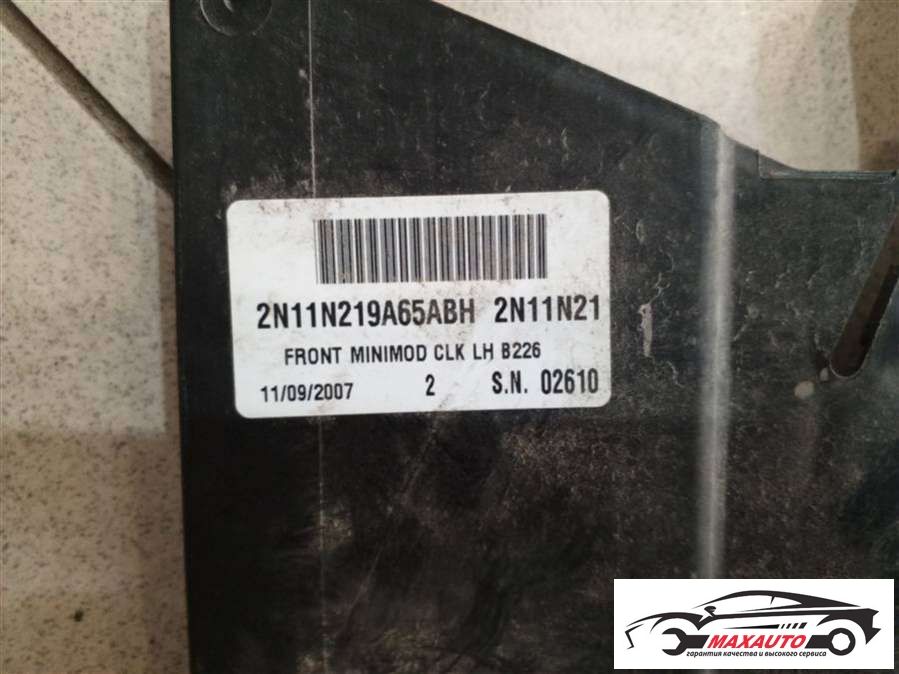 2N11N219A65ABH 2N11N21
FRONT MINIMOD CLK LH B226
11/09/2007 2 S.N. 02610
MAXAUTO
гарантия качества и высокого сервиса